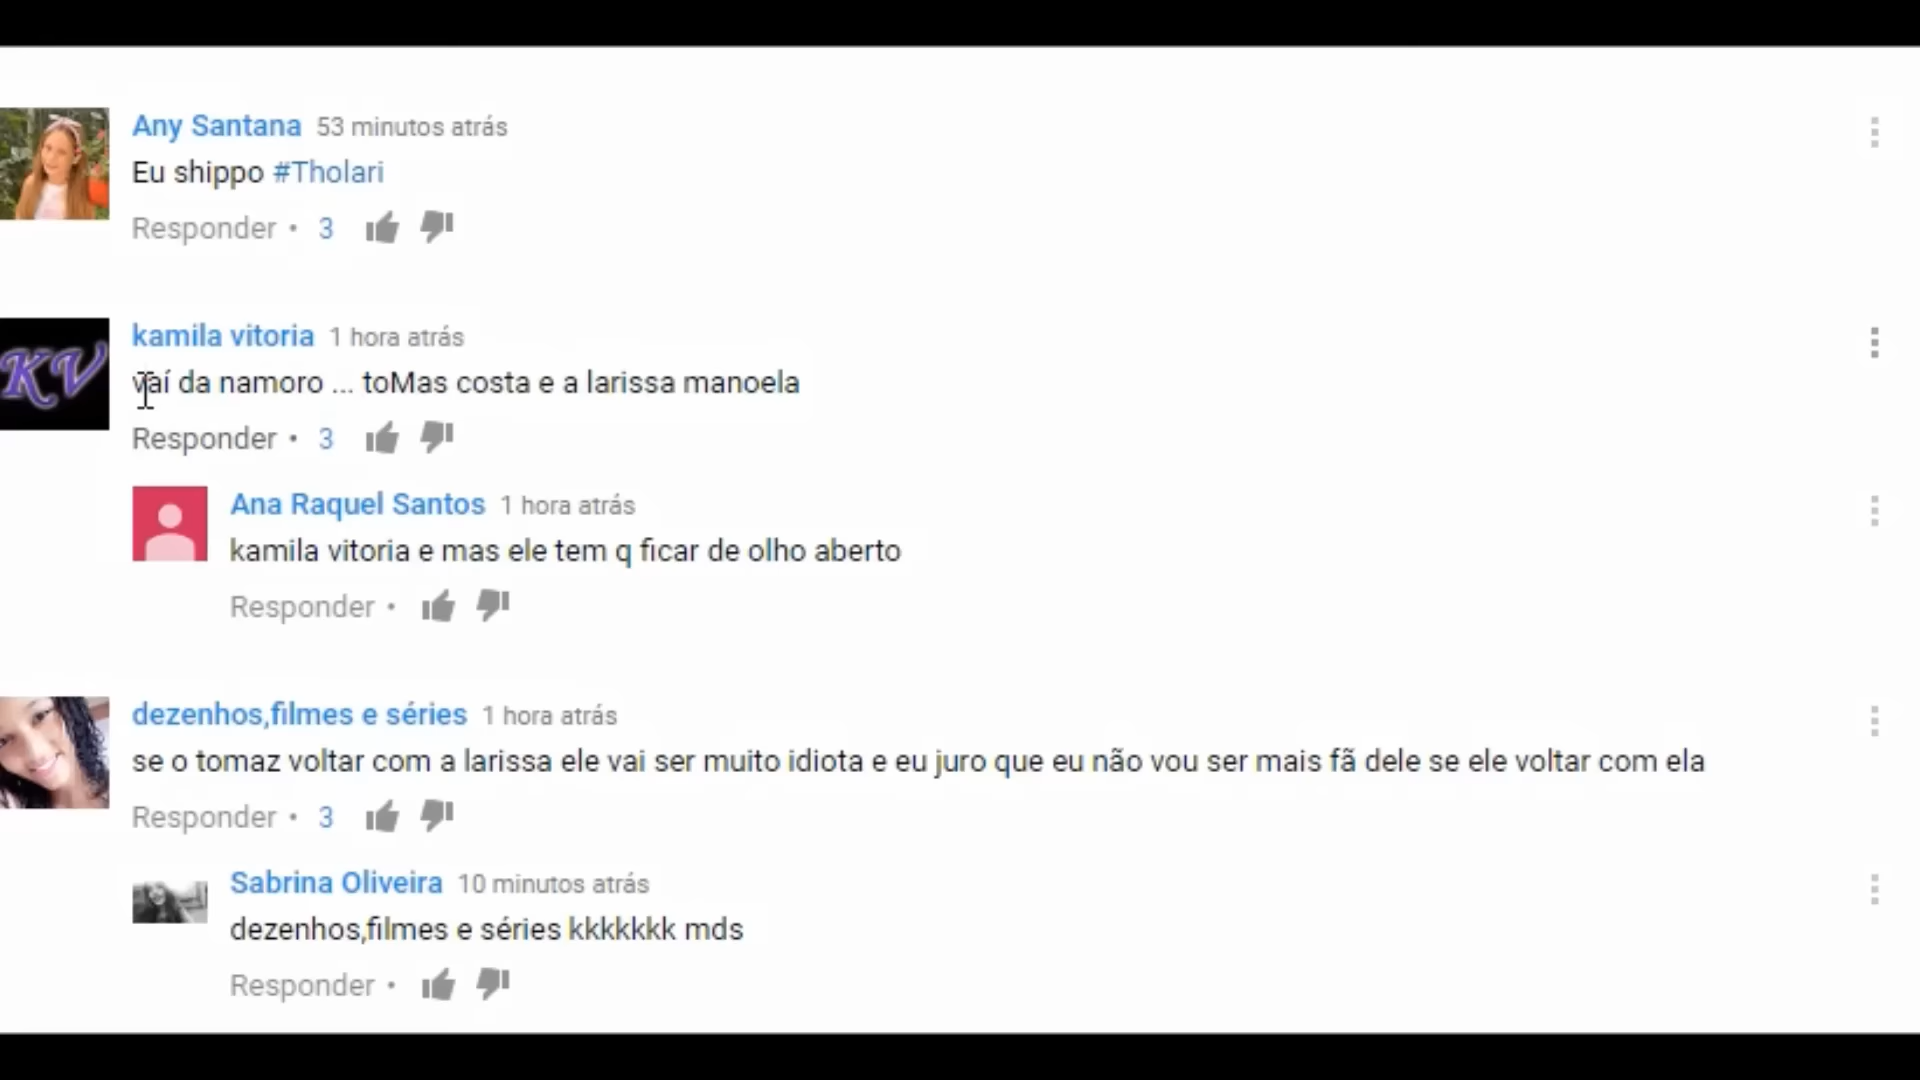 Any Santana 53 minutos atrás
Eu shippo #Tholari
Responder • 3
KV
kamila vitoria 1 hora atrás
vaí da namoro ... toMas costa e a larissa manoela
Responder • 3
Ana Raquel Santos 1 hora atrás
kamila vitoria e mas ele tem q ficar de olho aberto
Responder •
dezenhos,filmes e séries 1 hora atrás
se o tomaz voltar com a larissa ele vai ser muito idiota e eu juro que eu não vou ser mais fã dele se ele voltar com ela
Responder • 3
Sabrina Oliveira 10 minutos atrás
dezenhos,filmes e séries kkkkkkk mds
Responder •